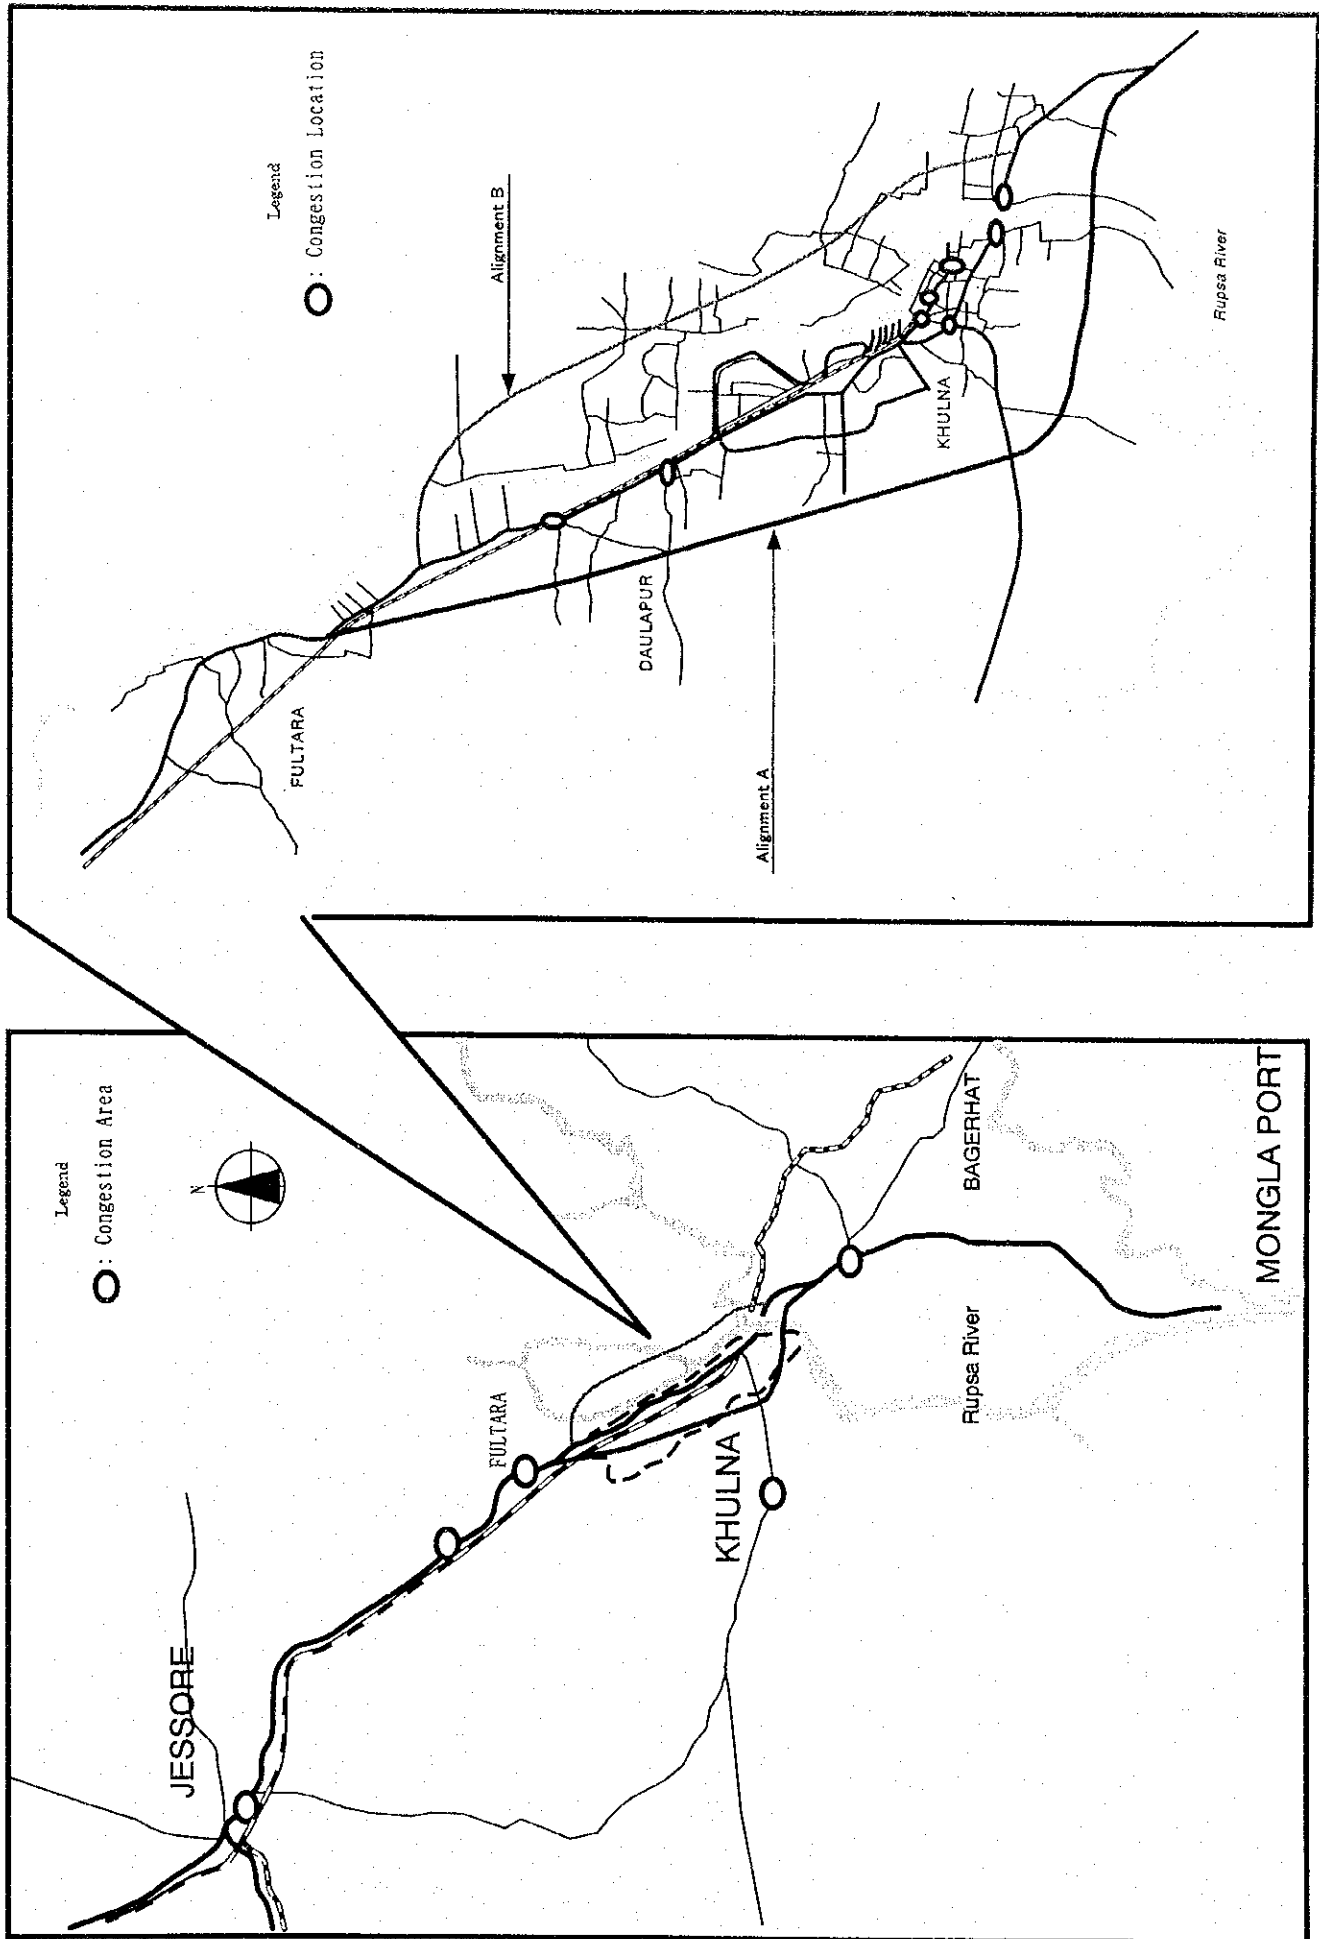 Legend
: Congestion Area
N
JESSORE
FULTARA
KHULNA
Rupsa River
BAGERHAT
MONGLA PORT
Legend
: Congestion Location
Alignment B
FULTARA
DAULAPUR
Alignment A
KHULNA
Rupsa River